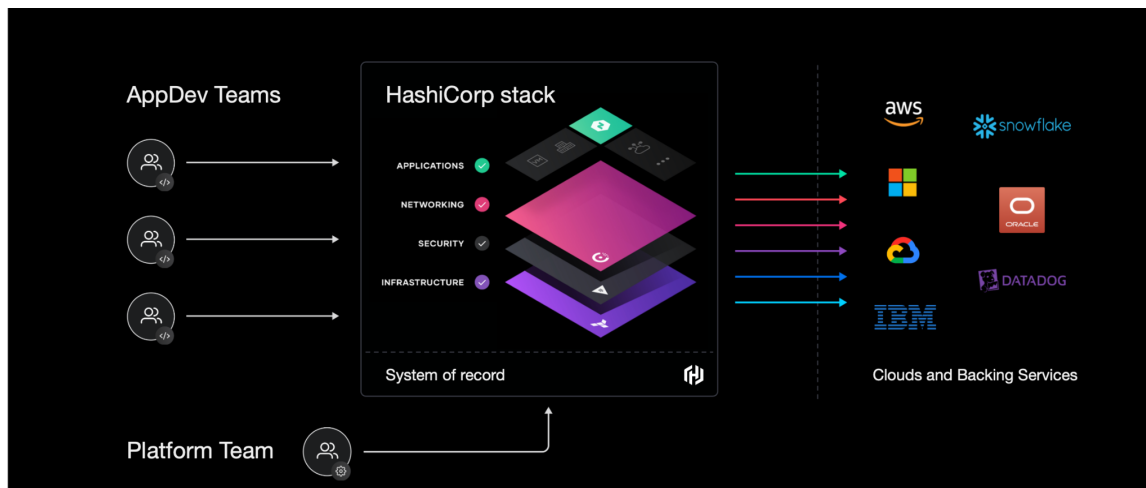 AppDev Teams
HashiCorp stack
APPLICATIONS
NETWORKING
SECURITY
INFRASTRUCTURE
System of record
Platform Team
aws
snowflake
ORACLE
DATADOG
IBM
Clouds and Backing Services